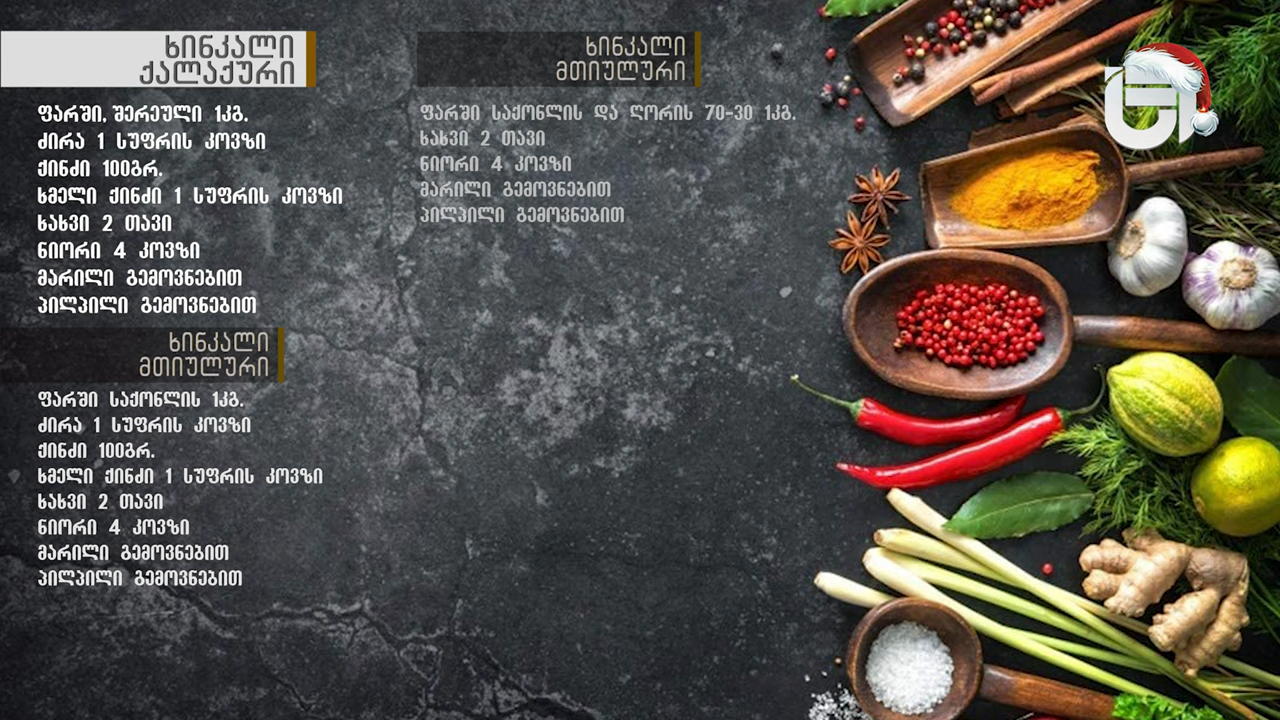 ხინკალი
ქალაქური
ფარში, შერეული 1კგ.
ძირა 1 სუფრის კოვზი
ქინძი 100გრ.
ხმელი ქინძი 1 სუფრის კოვზი
ხახვი 2 თავი
ნიორი 4 კოვზი
მარილი გემოვნებით
პილპილი გემოვნებით
ხინკალი
მთიულური
ფარში საქონლის 1კგ.
ძირა 1 სუფრის კოვზი
ქინძი 100გრ.
ხმელი ქინძი 1 სუფრის კოვზი
ხახვი 2 თავი
ნიორი 4 კოვზი
მარილი გემოვნებით
პილპილი გემოვნებით
ხინკალი
მთიულური
ფარში საქონლის და ღორის 70-30 1კგ.
ხახვი 2 თავი
ნიორი 4 კოვზი
მარილი გემოვნებით
პილპილი გემოვნებით